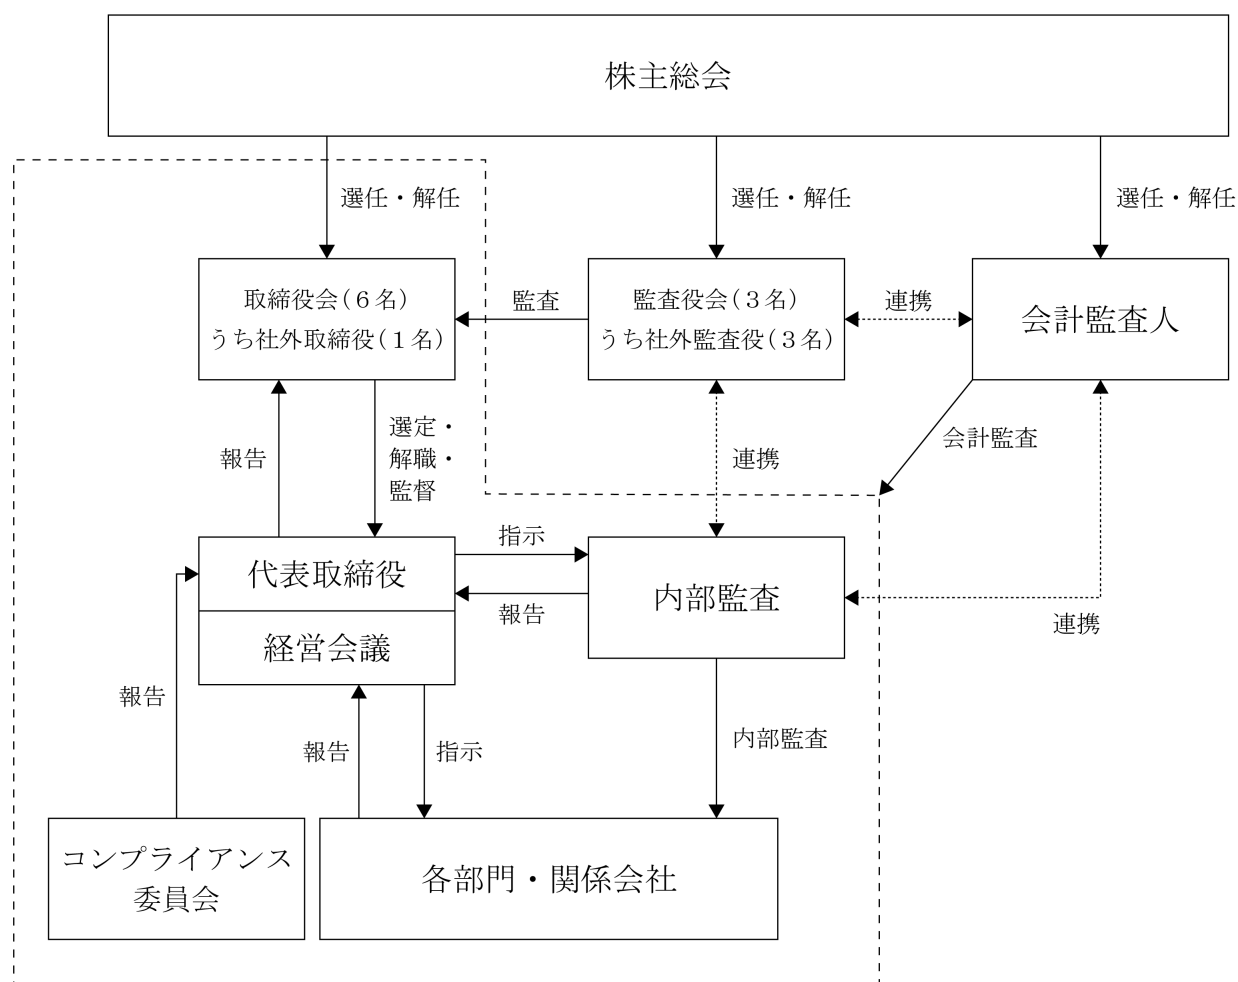 株主総会
選任・解任
選任・解任
選任・解任
取締役会(6名)
うち社外取締役(1名)
監査
監査役会(3名)
うち社外監査役(3名)
連携
会計監査人
報告
選定・
解職・
監督
連携
会計監査
代表取締役
経営会議
指示
報告
内部監査
連携
報告
報告
指示
内部監査
コンプライアンス
委員会
各部門・関係会社